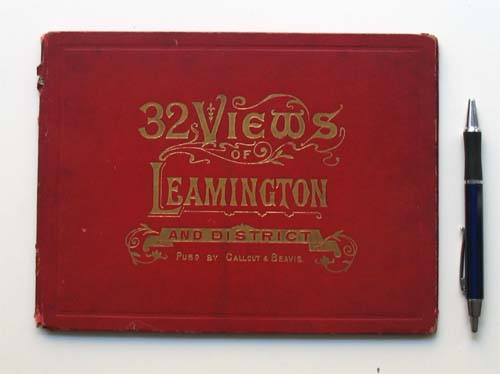 32 VIEWS
OF
LEAMINGTON
AND DISTRICT
PUBD BY CALLCUT & BEAVIS.